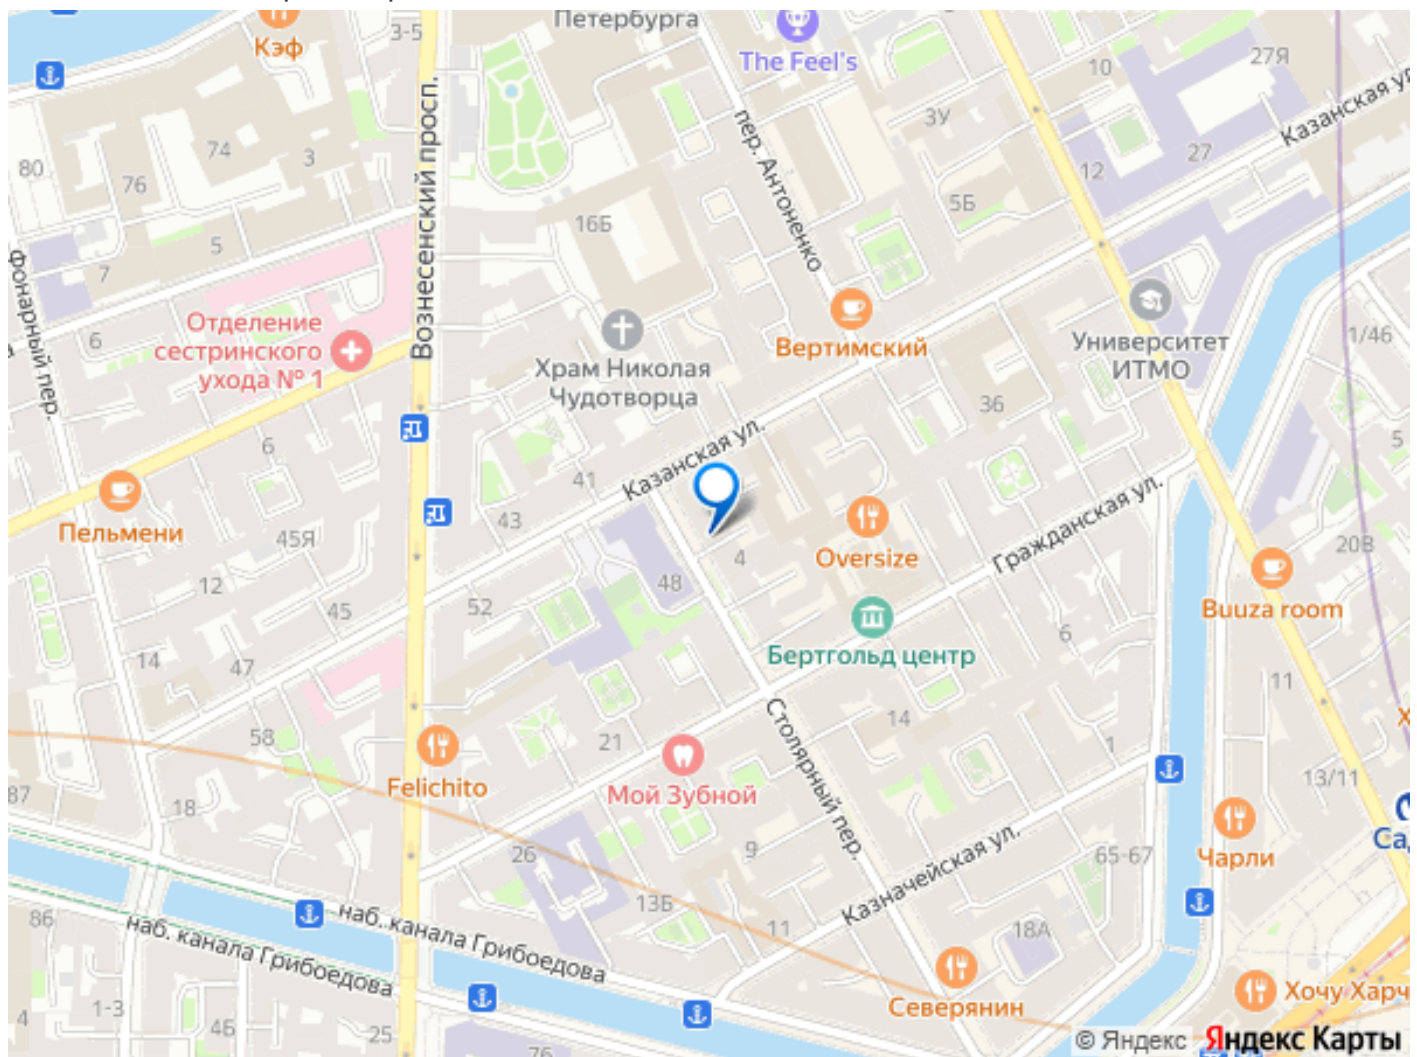 Петербурга
3-5
Кэф
The Feel's
10
27Я
Казанская ул
3У
пер. Антоненко
80
74
3
76
Вознесенский просп.
12
27
5Б
16Б
5
7
Фонарный пер.
6
Отделение
сестринского
ухода № 1
Храм Николая
Чудотворца
Вертимский
Университет
ИТМО
1/46
36
5
6
Казанская ул.
41
43
Пельмени
45Я
Oversize
Гражданская ул.
20В
4
48
12
45
52
Buuza room
6
Бертгольд центр
14
47
11
58
21
14
1
Столярный пер.
Felichito
Мой Зубной
13/11
87
18
Са
Чарли
26
9
65-67
Казначейская ул.
86
13Б
11
18А
наб. канала Грибоедова
наб. канала Грибоедова
Северянин
Хочу Харч
1-3
4
4Б
25
76
© Яндекс Яндекс Карты